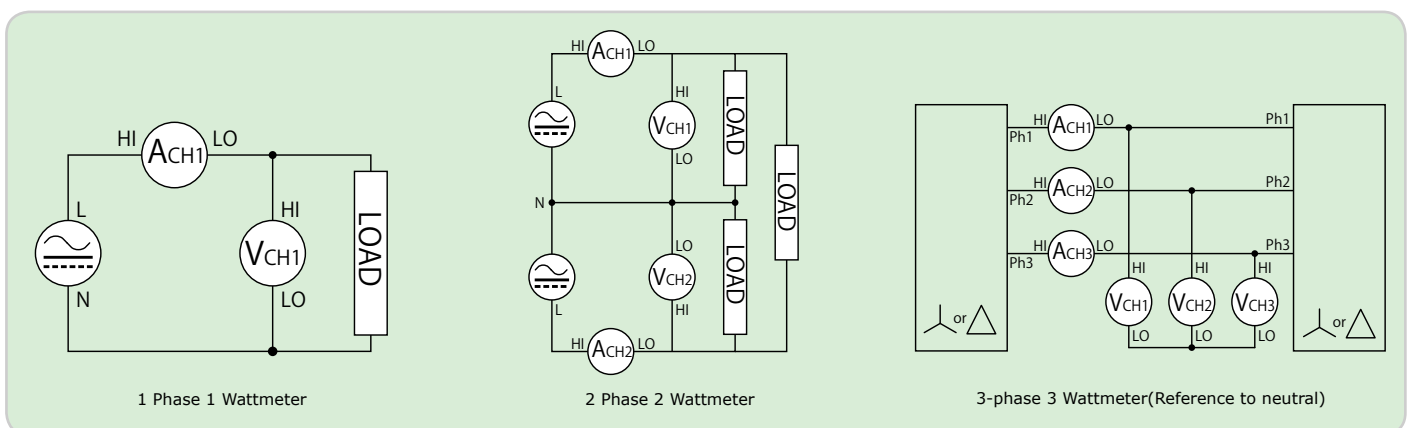 HI ACH1 LO
L
HI
VCH1
LO
N
LOAD
1 Phase 1 Wattmeter
HI ACH1 LO
L
HI
VCH1
LO
LOAD
N
LOAD
LO
VCH2
HI
LOAD
L
HI ACH2 LO
2 Phase 2 Wattmeter
Ph1 HI ACH1 LO Ph1
Ph2 HI ACH2 LO Ph2
Ph3 HI ACH3 LO Ph3
HI HI HI
VCH1 VCH2 VCH3
LO LO LO
or
or
3-phase 3 Wattmeter(Reference to neutral)